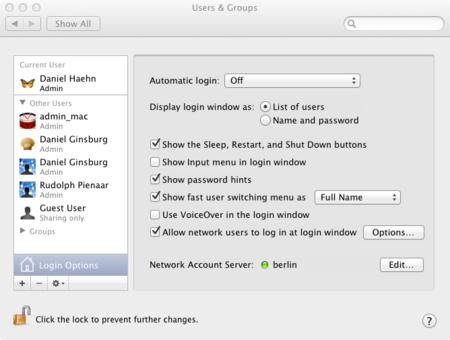 Users & Groups
Show All
Current User
Daniel Haehn
Admin
Other Users
admin_mac
Admin
Daniel Ginsburg
Admin
Daniel Ginsburg
Admin
Rudolph Pienaar
Admin
Guest User
Sharing only
Groups
Login Options
Automatic login: Off
Display login window as: List of users
Name and password
Show the Sleep, Restart, and Shut Down buttons
Show Input menu in login window
Show password hints
Show fast user switching menu as Full Name
Use VoiceOver in the login window
Allow network users to log in at login window Options...
Network Account Server: berlin Edit...
Click the lock to prevent further changes.
?